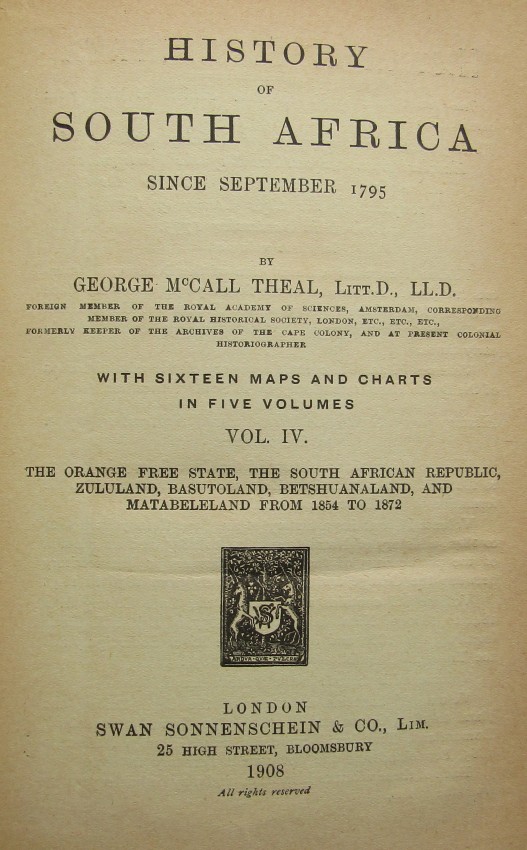 HISTORY
OF
SOUTH AFRICA
SINCE SEPTEMBER 1795
BY
GEORGE McCALL THEAL, Litt.D., LL.D.
FOREIGN MEMBER OF THE ROYAL ACADEMY OF SCIENCES, AMSTERDAM, CORRESPONDING
MEMBER OF THE ROYAL HISTORICAL SOCIETY, LONDON, ETC., ETC., ETC.,
FORMERLY KEEPER OF THE ARCHIVES OF THE CAPE COLONY, AND AT PRESENT COLONIAL
HISTORIOGRAPHER
WITH SIXTEEN MAPS AND CHARTS
IN FIVE VOLUMES
VOL. IV.
THE ORANGE FREE STATE, THE SOUTH AFRICAN REPUBLIC,
ZULULAND, BASUTOLAND, BETSHUANALAND, AND
MATABELELAND FROM 1854 TO 1872
LONDON
SWAN SONNENSCHEIN & CO., Lim.
25 HIGH STREET, BLOOMSBURY
1908
All rights reserved